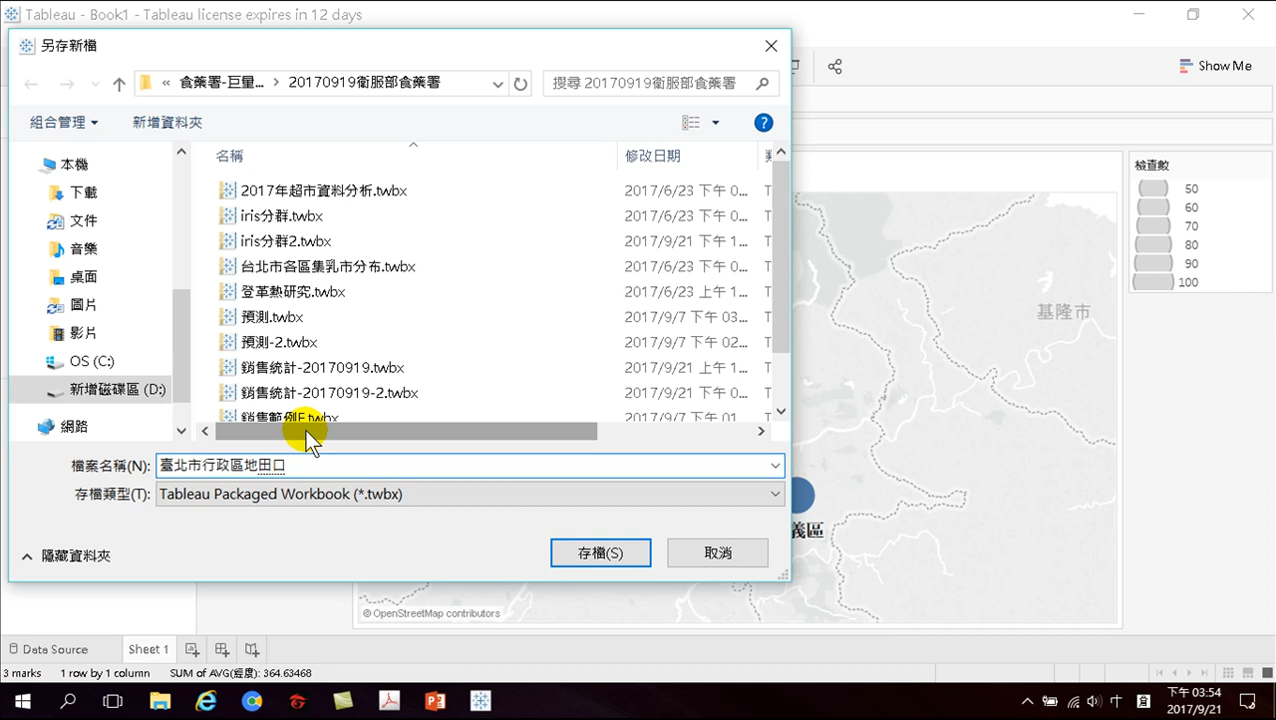 Tableau - Book1 - Tableau license expires in 12 days
另存新檔
« 食藥署-巨量... > 20170919衛服部食藥署
搜尋 20170919衛服部食藥署
Show Me
組合管理
新增資料夾
名稱
修改日期
本機
下載
文件
音樂
桌面
圖片
影片
OS (C:)
新增磁碟區 (D:)
網路
2017年超市資料分析.twbx 2017/6/23 下午 0... T
iris分群.twbx 2017/6/23 下午 0... T
iris分群2.twbx 2017/9/21 下午 1... T
台北市各區集乳市分布.twbx 2017/6/23 下午 0... T
登革熱研究.twbx 2017/6/23 上午 1... T
預測.twbx 2017/9/7 下午 03... T
預測-2.twbx 2017/9/7 下午 02... T
銷售統計-20170919.twbx 2017/9/21 上午 1... T
銷售統計-20170919-2.twbx 2017/9/21 下午 0... T
銷售範例E.twbx 2017/9/7 下午 01... T
檔案名稱(N): 臺北市行政區地田口
存檔類型(T): Tableau Packaged Workbook (*.twbx)
隱藏資料夾
存檔(S)
取消
檢查數
50
60
70
80
90
100
基隆市
義區
© OpenStreetMap contributors
Data Source
Sheet 1
3 marks 1 row by 1 column SUM of AVG(經度): 364.63468
中
下午 03:54
2017/9/21